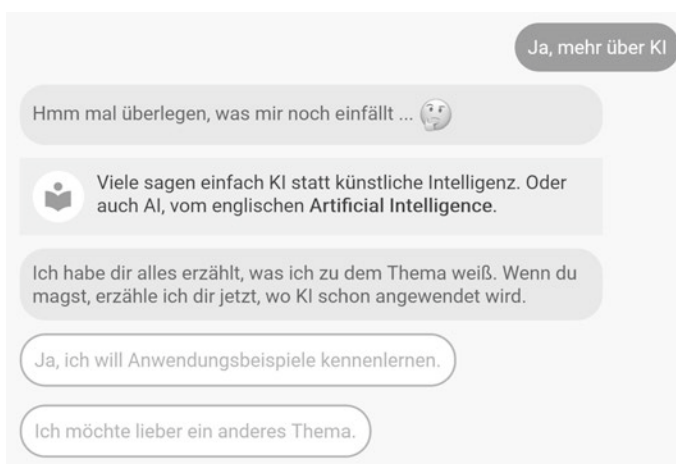 Ja, mehr über KI
Hmm mal überlegen, was mir noch einfällt ... 🤔
Viele sagen einfach KI statt künstliche Intelligenz. Oder
auch AI, vom englischen Artificial Intelligence.
Ich habe dir alles erzählt, was ich zu dem Thema weiß. Wenn du
magst, erzähle ich dir jetzt, wo KI schon angewendet wird.
Ja, ich will Anwendungsbeispiele kennenlernen.
Ich möchte lieber ein anderes Thema.